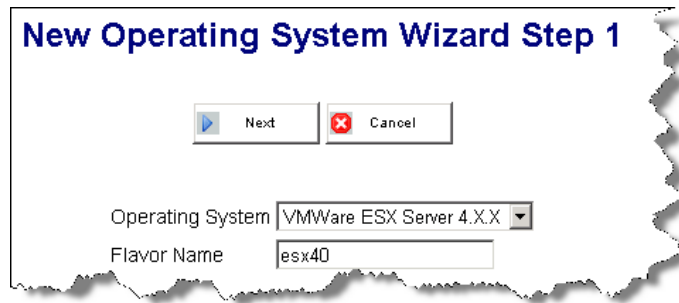 New Operating System Wizard Step 1
Next Cancel
Operating System VMWare ESX Server 4.X.X
Flavor Name esx40